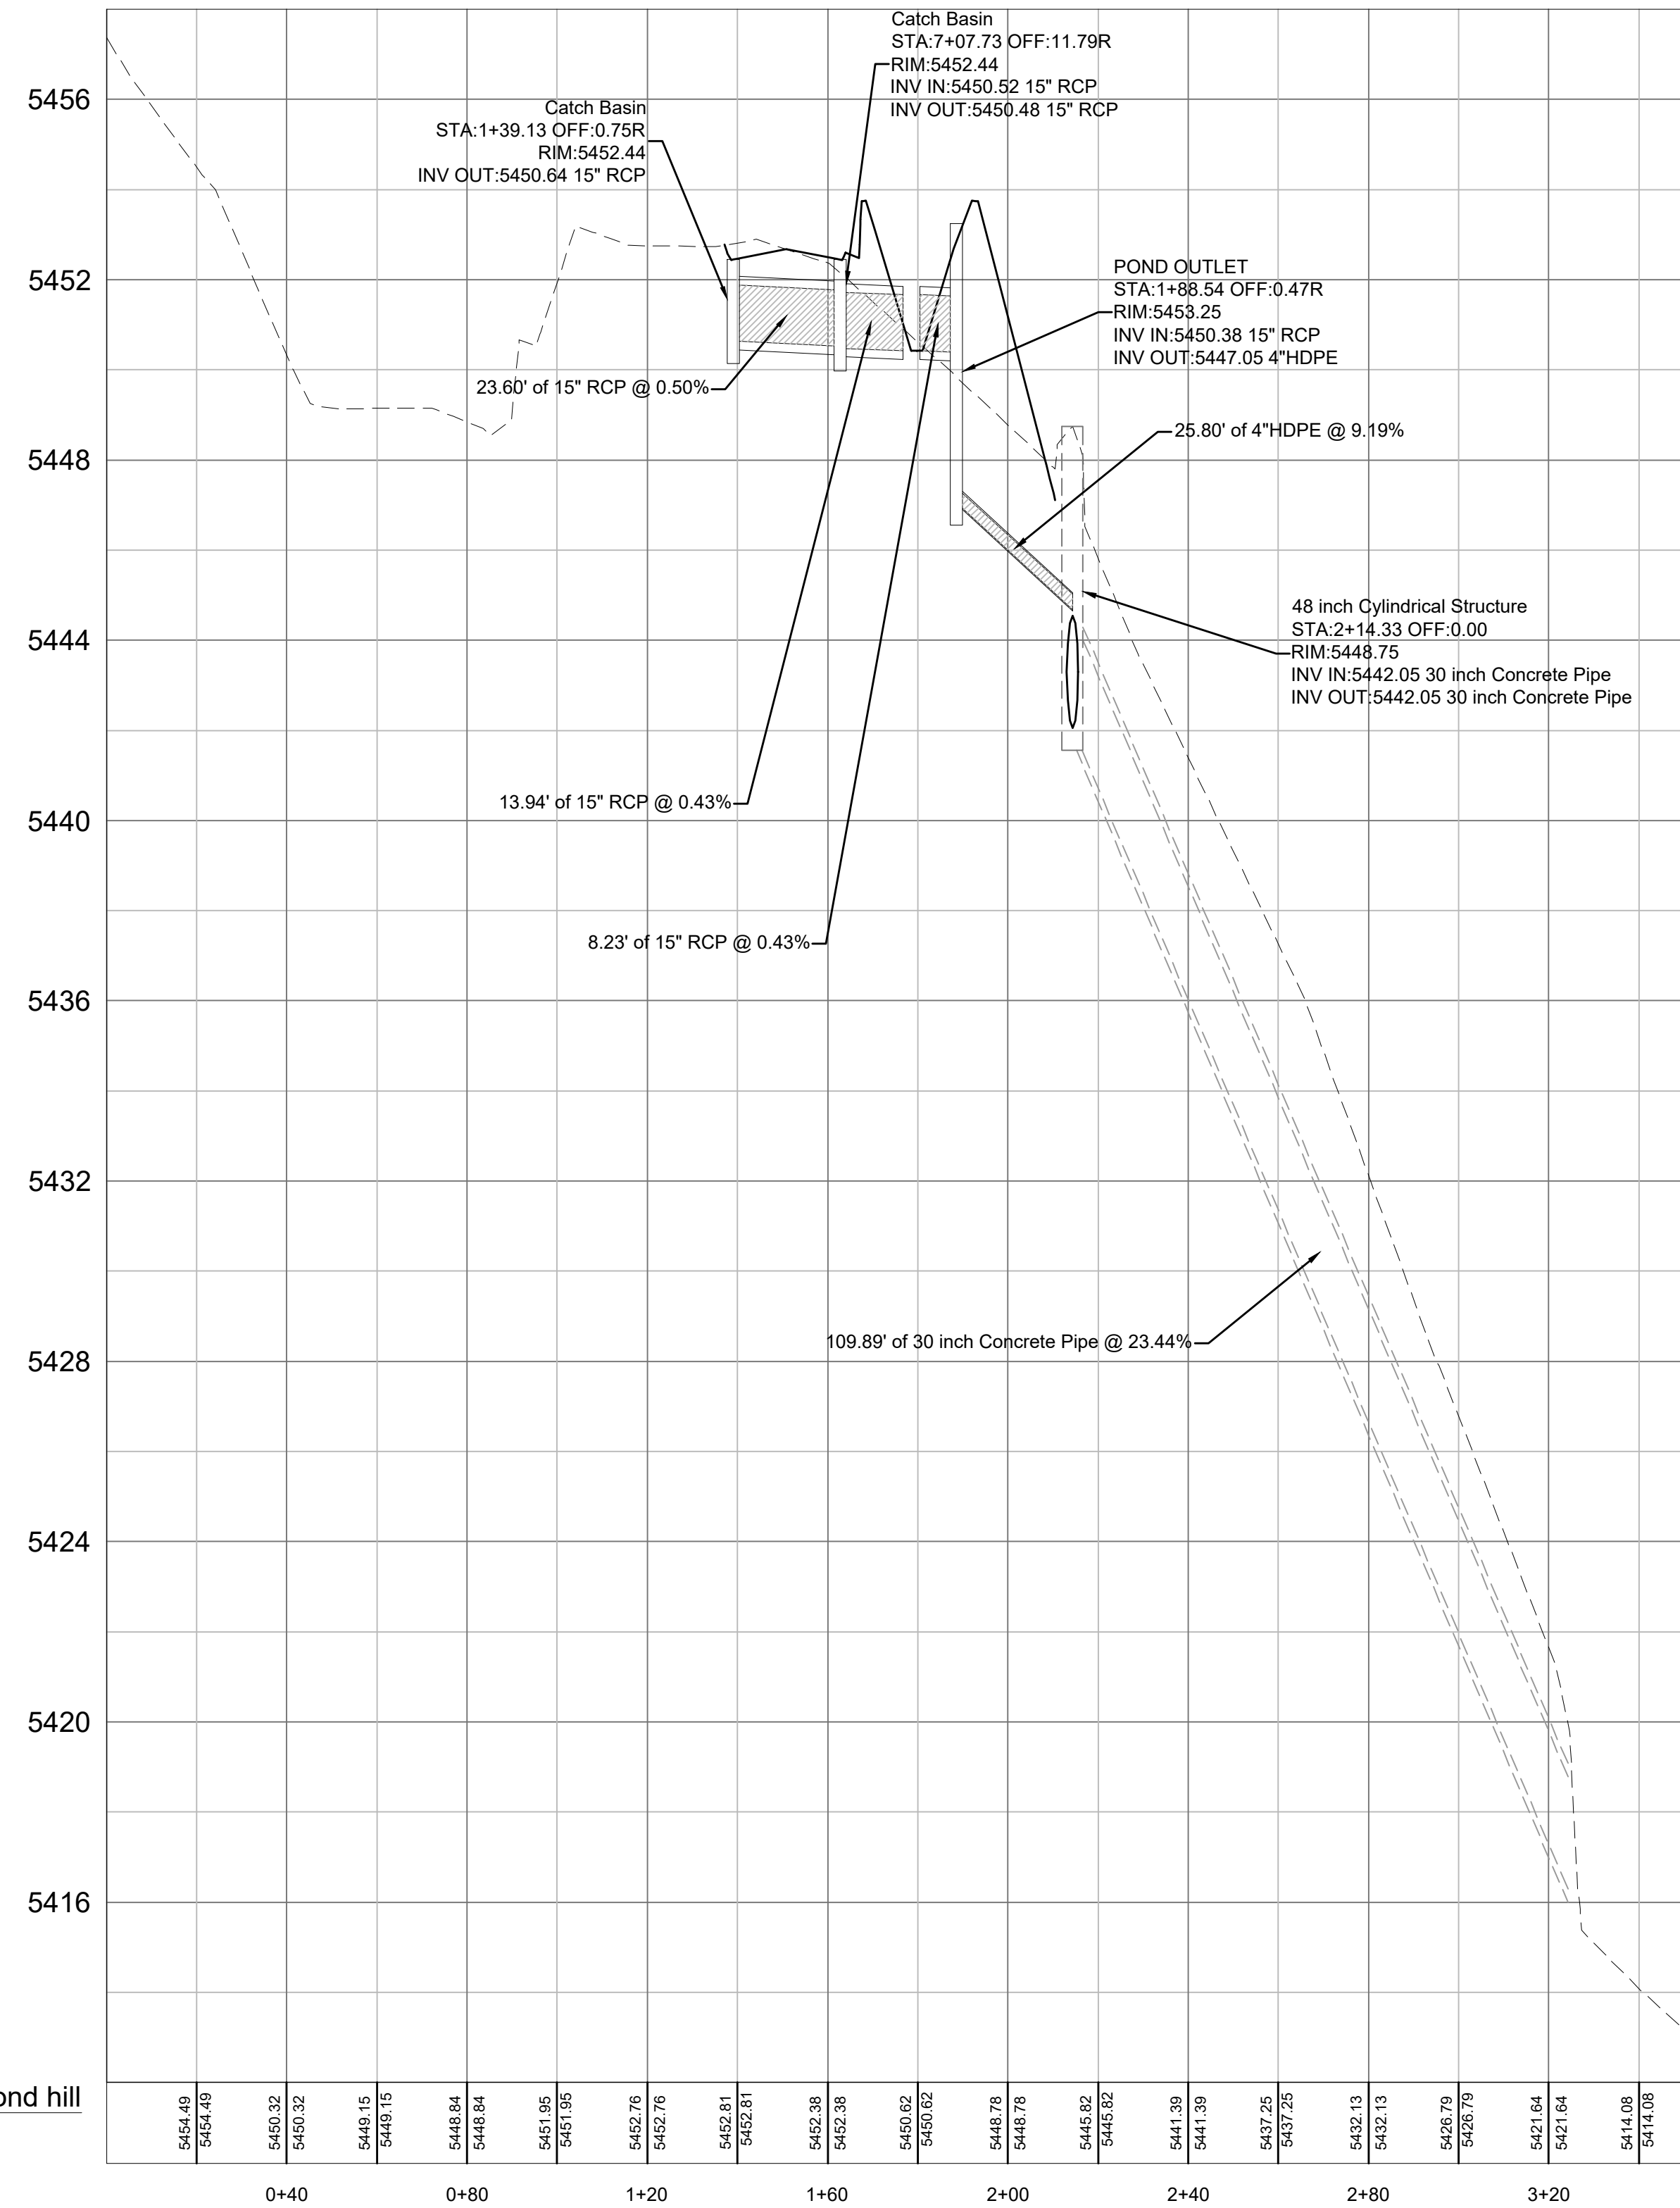 Catch Basin
STA:7+07.73 OFF:11.79R
RIM:5452.44
INV IN:5450.52 15" RCP
INV OUT:5450.48 15" RCP
5456
Catch Basin
STA:1+39.13 OFF:0.75R
RIM:5452.44
INV OUT:5450.64 15" RCP
5452
POND OUTLET
STA:1+88.54 OFF:0.47R
RIM:5453.25
INV IN:5450.38 15" RCP
INV OUT:5447.05 4"HDPE
23.60' of 15" RCP @ 0.50%
25.80' of 4"HDPE @ 9.19%
5448
48 inch Cylindrical Structure
STA:2+14.33 OFF:0.00
RIM:5448.75
INV IN:5442.05 30 inch Concrete Pipe
INV OUT:5442.05 30 inch Concrete Pipe
5444
13.94' of 15" RCP @ 0.43%
5440
8.23' of 15" RCP @ 0.43%
5436
5432
109.89' of 30 inch Concrete Pipe @ 23.44%
5428
5424
5420
5416
ond hill
5454.49
5454.49
5450.32
5450.32
5449.15
5449.15
5448.84
5448.84
5451.95
5451.95
5452.76
5452.76
5452.81
5452.81
5452.38
5452.38
5450.62
5450.62
5448.78
5448.78
5445.82
5445.82
5441.39
5441.39
5437.25
5437.25
5432.13
5432.13
5426.79
5426.79
5421.64
5421.64
5414.08
5414.08
0+40
0+80
1+20
1+60
2+00
2+40
2+80
3+20